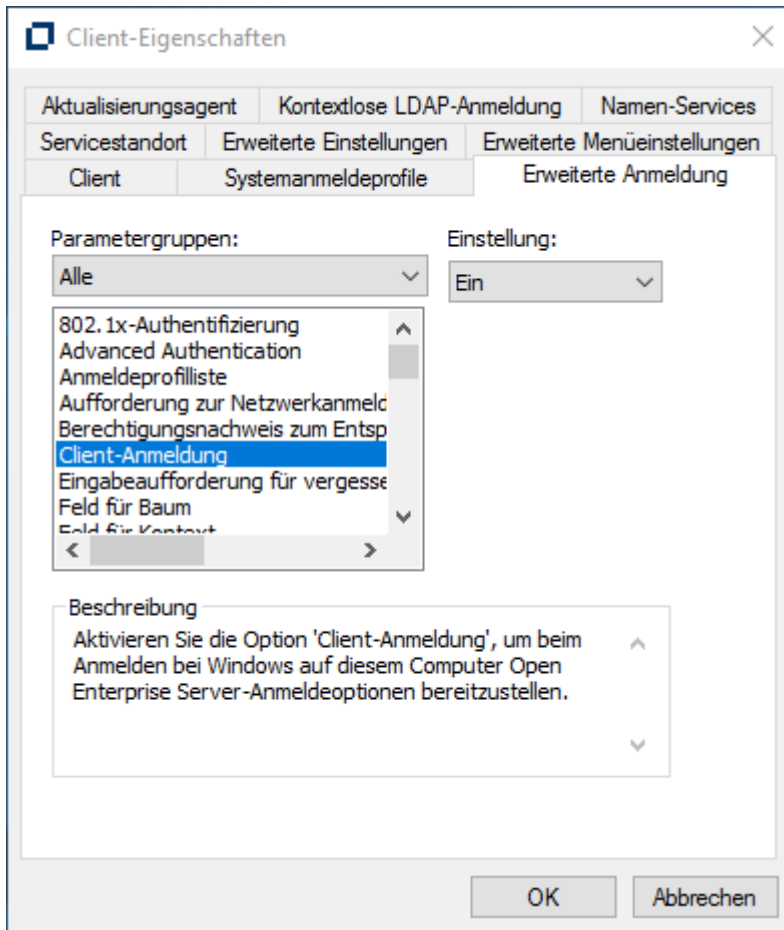 Client-Eigenschaften
Aktualisierungsagent Kontextlose LDAP-Anmeldung Namen-Services
Servicestandort Erweiterte Einstellungen Erweiterte Menüeinstellungen
Client Systemanmeldeprofile Erweiterte Anmeldung
Parametergruppen: Einstellung:
Alle Ein
802.1x-Authentifizierung
Advanced Authentication
Anmeldeprofilliste
Aufforderung zur Netzwerkanmeld
Berechtigungsnachweis zum Entsp
Client-Anmeldung
Eingabeaufforderung für vergesse
Feld für Baum
Feld für Kontext
Beschreibung
Aktivieren Sie die Option 'Client-Anmeldung', um beim
Anmelden bei Windows auf diesem Computer Open
Enterprise Server-Anmeldeoptionen bereitzustellen.
OK Abbrechen